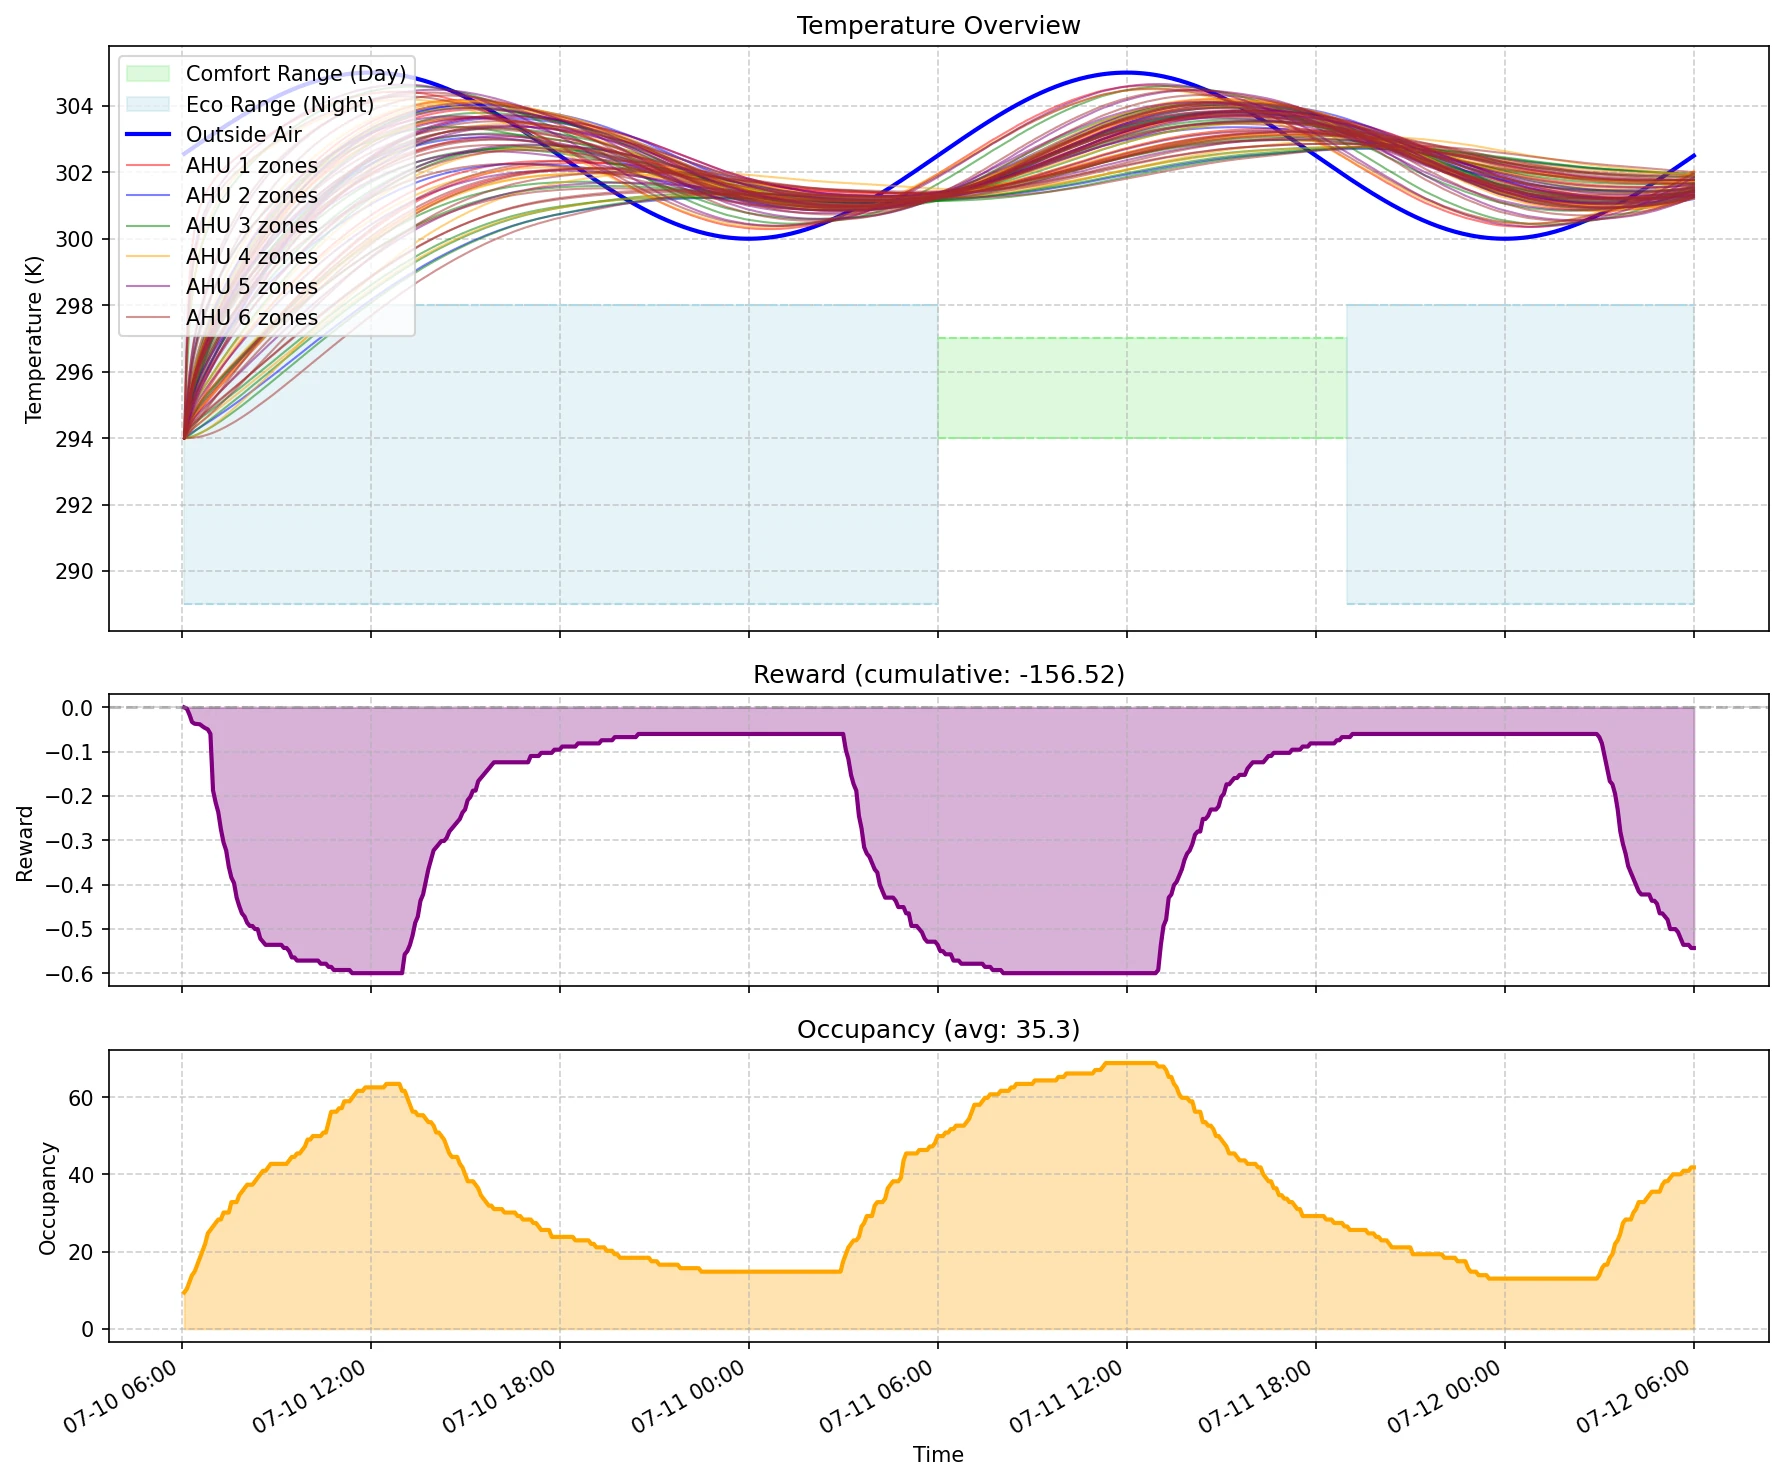 Temperature Overview
Comfort Range (Day)
Eco Range (Night)
Outside Air
AHU 1 zones
AHU 2 zones
AHU 3 zones
AHU 4 zones
AHU 5 zones
AHU 6 zones
304
302
300
298
296
294
292
290
Temperature (K)
Reward (cumulative: -156.52)
0.0
−0.1
−0.2
−0.3
−0.4
−0.5
−0.6
Reward
Occupancy (avg: 35.3)
60
40
20
0
Occupancy
07-10 06:00
07-10 12:00
07-10 18:00
07-11 00:00
07-11 06:00
07-11 12:00
07-11 18:00
07-12 00:00
07-12 06:00
Time